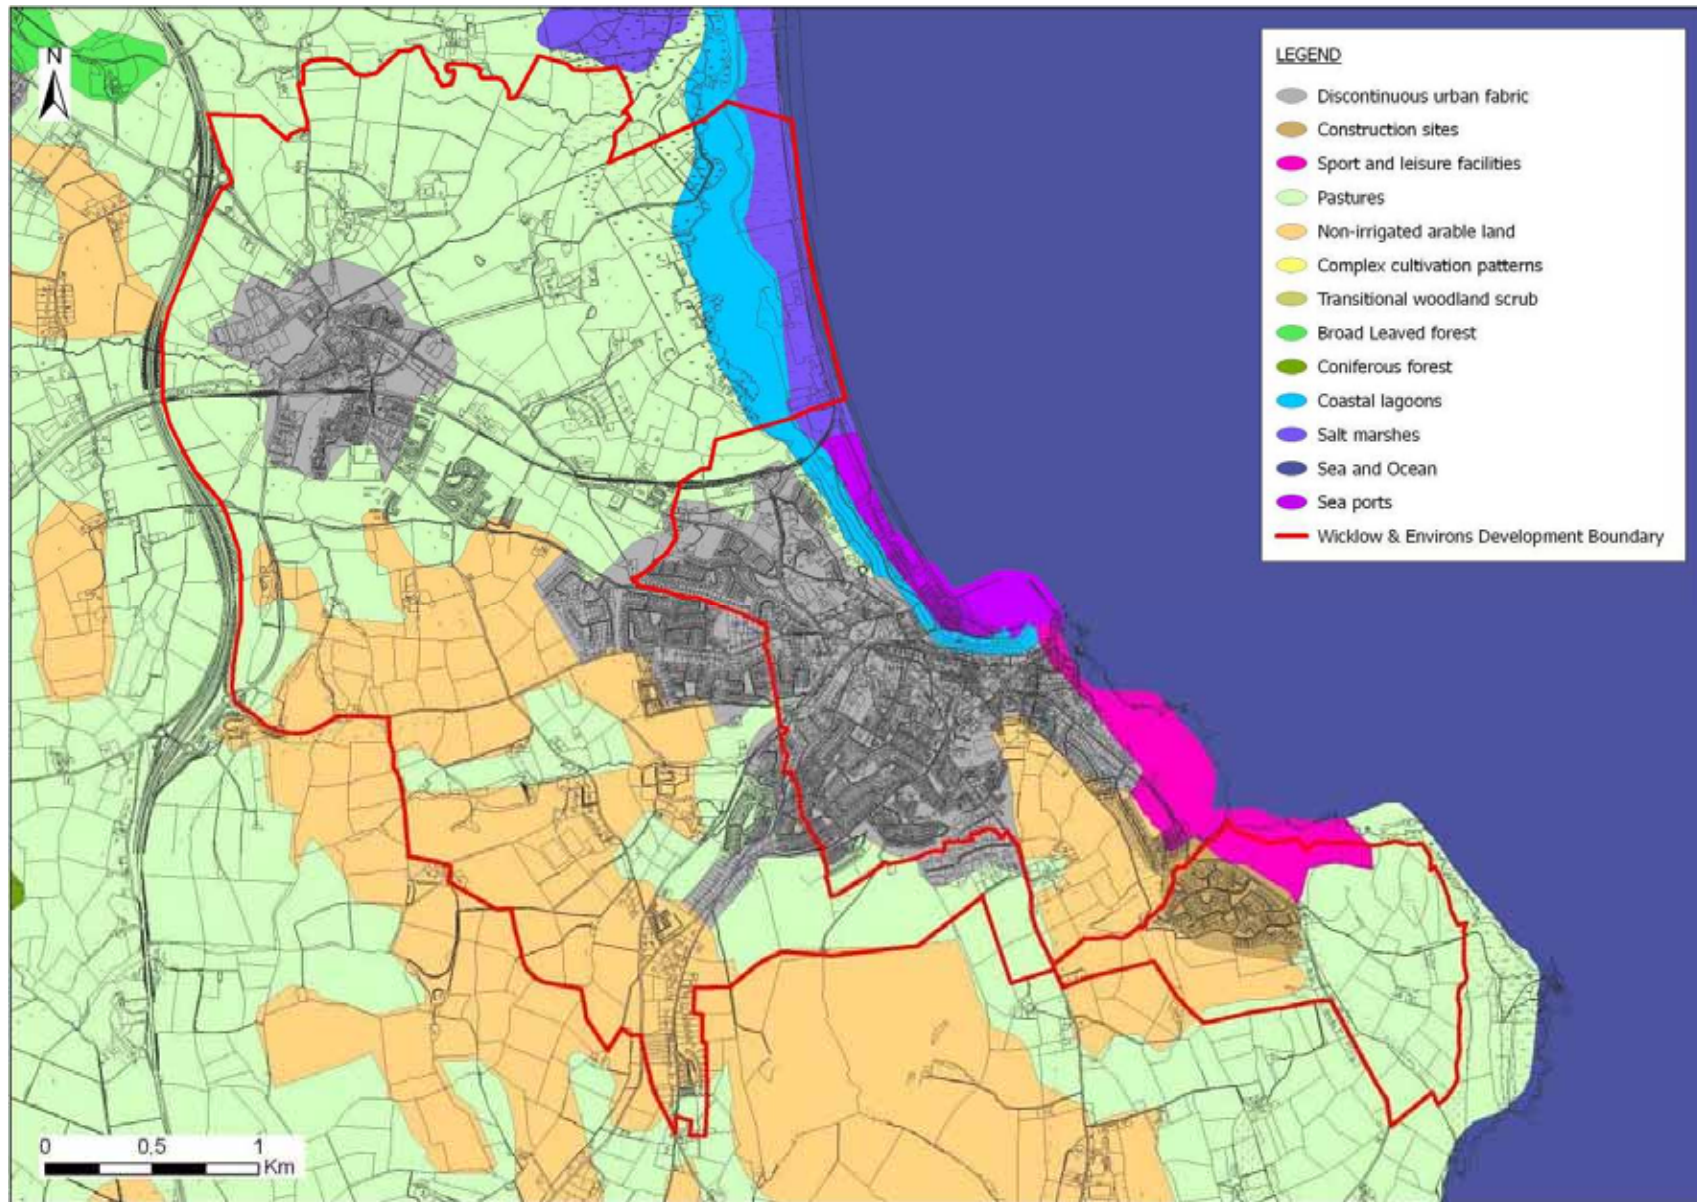 N
LEGEND
Discontinuous urban fabric
Construction sites
Sport and leisure facilities
Pastures
Non-irrigated arable land
Complex cultivation patterns
Transitional woodland scrub
Broad Leaved forest
Coniferous forest
Coastal lagoons
Salt marshes
Sea and Ocean
Sea ports
Wicklow & Environs Development Boundary
0 0.5 1
Km